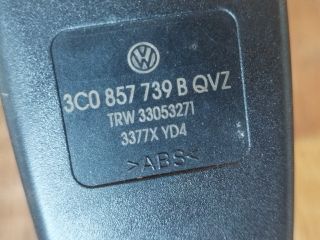 3C0 857 739 B QVZ
TRW 33053271
3377X YD4
>ABS<